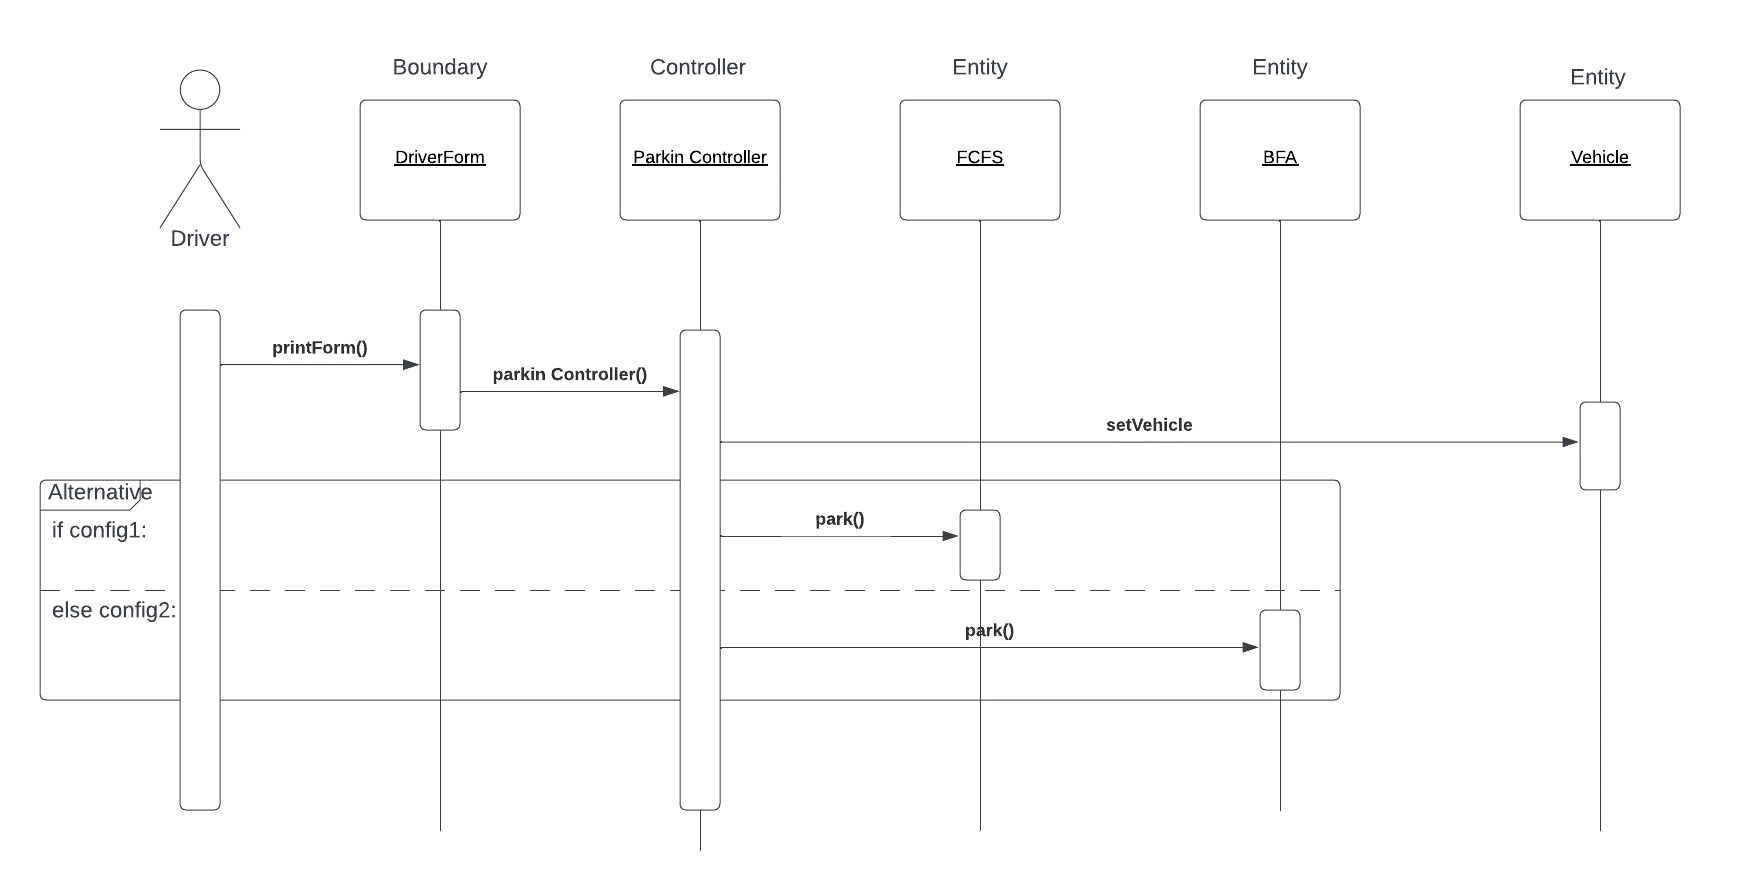 Boundary
Controller
Entity
Entity
Entity
DriverForm
Parkin Controller
FCFS
BFA
Vehicle
Driver
printForm()
parkin Controller()
setVehicle
Alternative
if config1:
park()
else config2:
park()